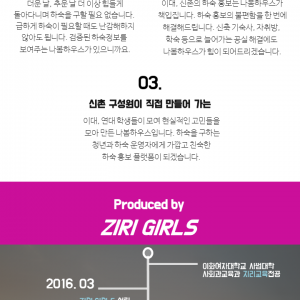 더운 날, 추운 날 더 이상 힘들게
돌아다니며 하숙을 구할 필요 없습니다.
급하게 하숙이 필요할 때도 난감해하지
않아도 됩니다. 검증된 하숙정보를
보여주는 나봄하우스가 있으니까요.
이대, 신촌의 하숙 홍보는 나봄하우스가
책임집니다. 하숙 홍보의 불편함을 한 번에
해결해드립니다. 신축 기숙사, 자취방,
학숙 등으로 늘어가는 공실 해결에도
나봄하우스가 힘이 되어드리겠습니다.
03.
신촌 구성원이 직접 만들어 가는
이대, 연대 학생들이 모여 현실적인 고민들을
모아 만든 나봄하우스입니다. 하숙을 구하는
청년과 하숙 운영자에게 가깝고 친숙한
하숙 홍보 플랫폼이 되겠습니다.
Produced by
ZIRI GIRLS
이화여자대학교 사범대학
사회과교육과 지리교육전공
2016. 03